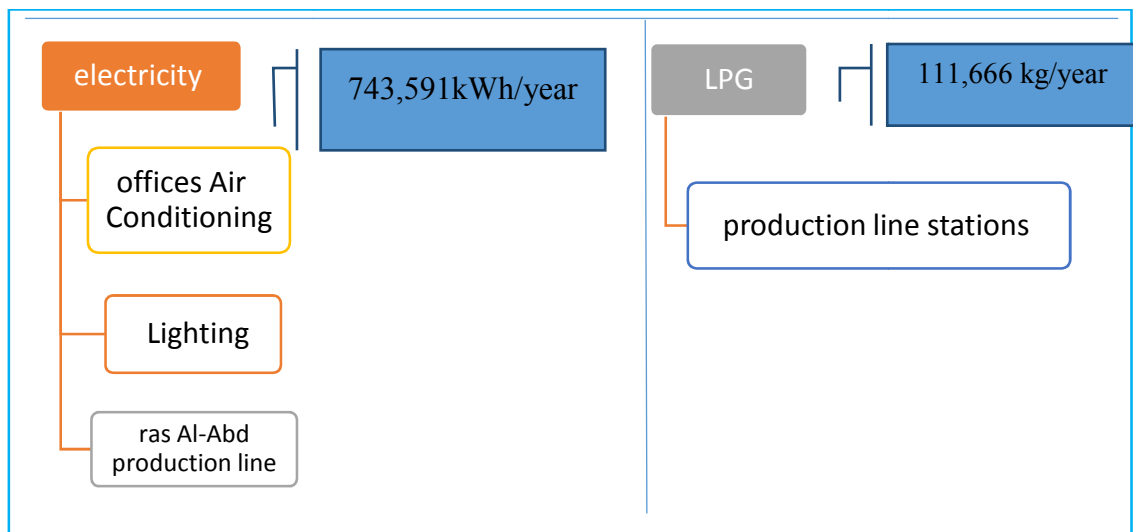 electricity
743,591kWh/year
offices Air
Conditioning
Lighting
ras Al-Abd
production line
LPG
111,666 kg/year
production line stations